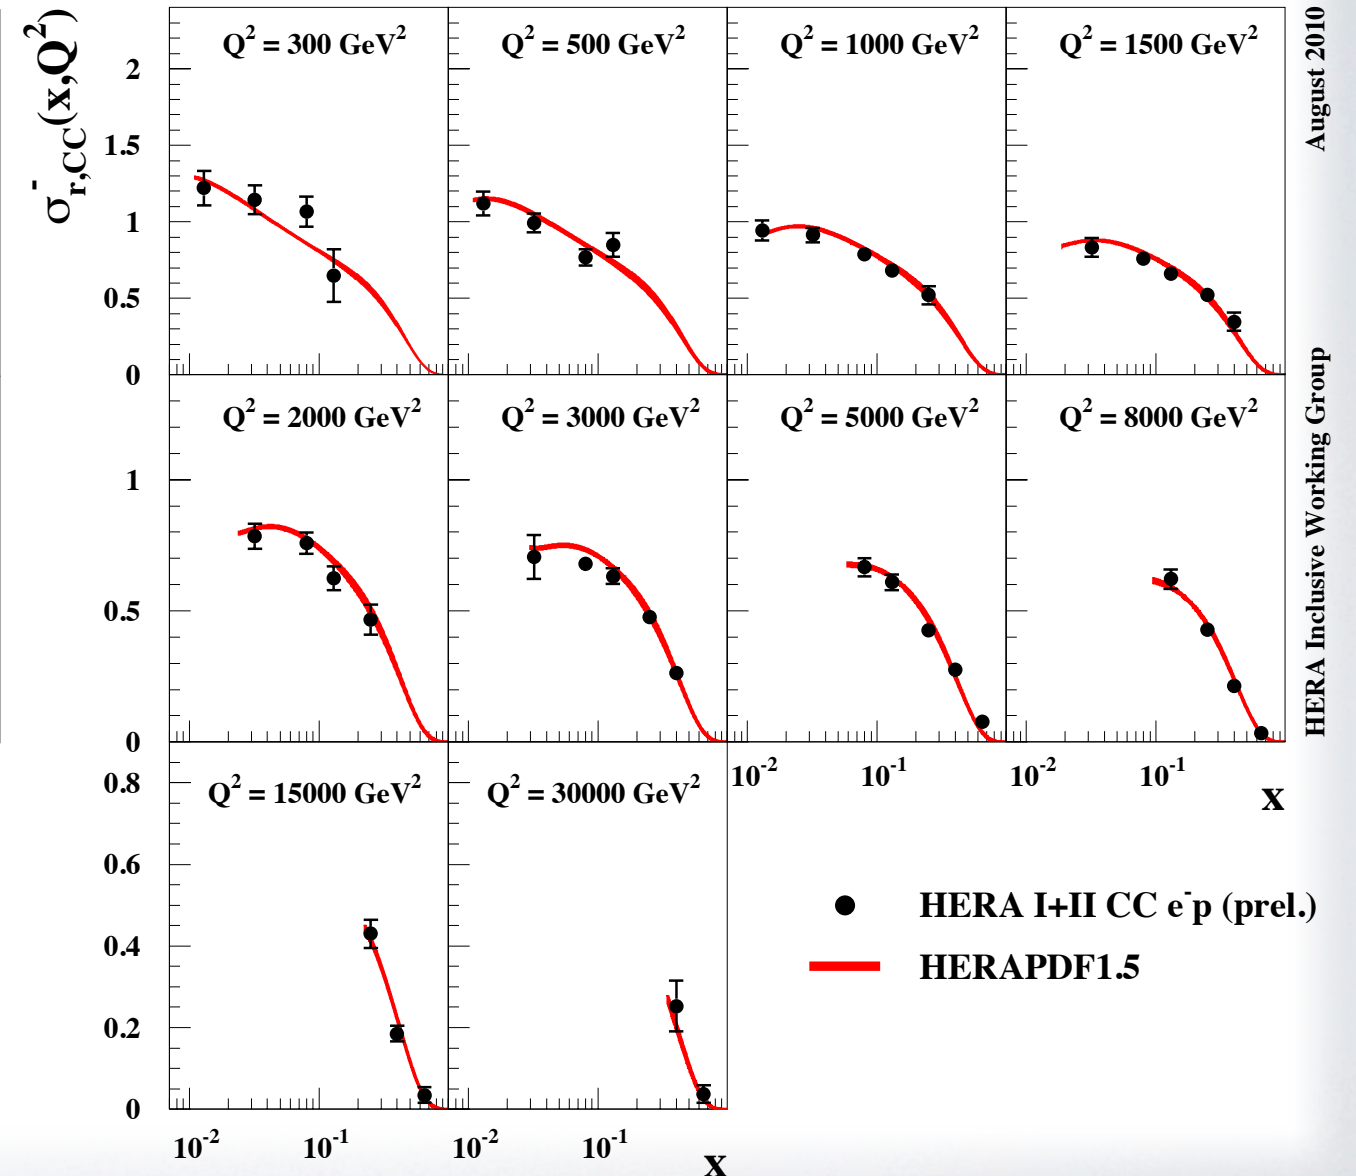 σ⁻r,CC(x,Q²)
Q² = 300 GeV²
Q² = 500 GeV²
Q² = 1000 GeV²
Q² = 1500 GeV²
2
1.5
1
0.5
0
Q² = 2000 GeV²
Q² = 3000 GeV²
Q² = 5000 GeV²
Q² = 8000 GeV²
1
0.5
0
10⁻² 10⁻¹ 10⁻² 10⁻¹
x
Q² = 15000 GeV²
Q² = 30000 GeV²
0.8
0.6
0.4
0.2
0
10⁻² 10⁻¹ 10⁻² 10⁻¹
x
HERA I+II CC e⁻p (prel.)
HERAPDF1.5
August 2010
HERA Inclusive Working Group